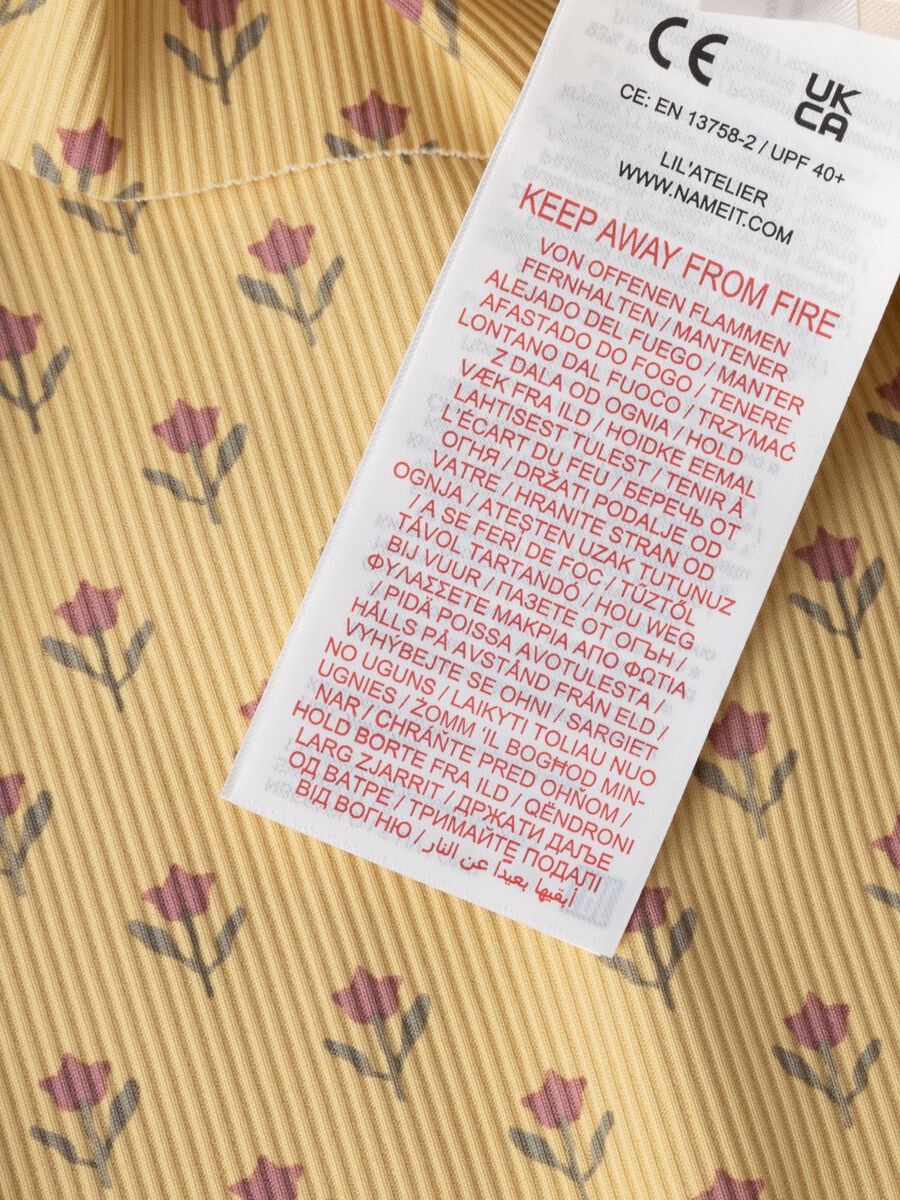 CE
UK
CA
CE: EN 13758-2 / UPF 40+
LIL'ATELIER
WWW.NAMEIT.COM
KEEP AWAY FROM FIRE
VON OFFENEN FLAMMEN
FERNHALTEN / MANTENER
ALEJADO DEL FUEGO / MANTER
AFASTADO DO FOGO / TENERE
LONTANO DAL FUOCO / TRZYMAĆ
Z DALA OD OGNIA / HOLD
VÆK FRA ILD / HOIDKE EEMAL
LAHTISEST TULEST / TENIR À
L'ÉCART DU FEU / БЕРЕЧЬ ОТ
ОГНЯ / DRŽATI PODALJE OD
VATRE / HRANITE STRAN OD
OGNJA / ATEŞTEN UZAK TUTUNUZ
/ A SE FERI DE FOC / TŰZTŐL
TÁVOL TARTANDÓ / HOU WEG
BIJ VUUR / ПАЗЕТЕ ОТ ОГЪН /
ΦΥΛΑΣΣΕΤΕ ΜΑΚΡΙΑ ΑΠΟ ΦΩΤΙΑ
/ PIDÄ POISSA AVOTULESTA /
HÅLLS PÅ AVSTÅND FRÅN ELD /
VYHÝBEJTE SE OHNI / SARGIET
NO UGUNS / LAIKYTI TOLIAU NUO
UGNIES / ŻOMM 'IL BOGĦOD MIN-
NAR / CHRÁŇTE PRED OHŇOM /
HOLD BORTE FRA ILD / QËNDRONI
LARG ZJARRIT / ДРЖАТИ ДАЉЕ
ОД ВАТРЕ / ТРИМАЙТЕ ПОДАЛІ
ВІД ВОГНЮ / أبقيها بعيداً عن النار